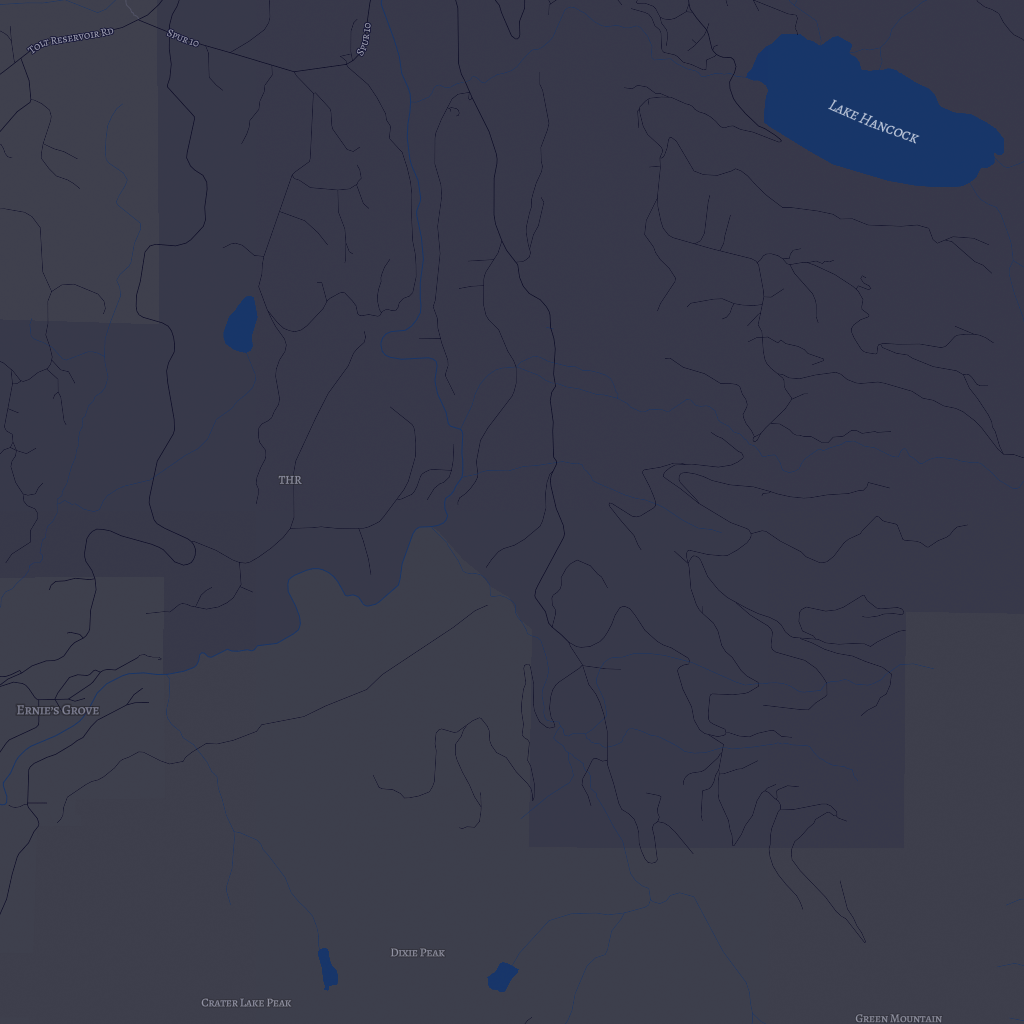 Tolt Reservoir Rd
Spur 10
Spur 10
Lake Hancock
THR
Ernie's Grove
Dixie Peak
Crater Lake Peak
Green Mountain